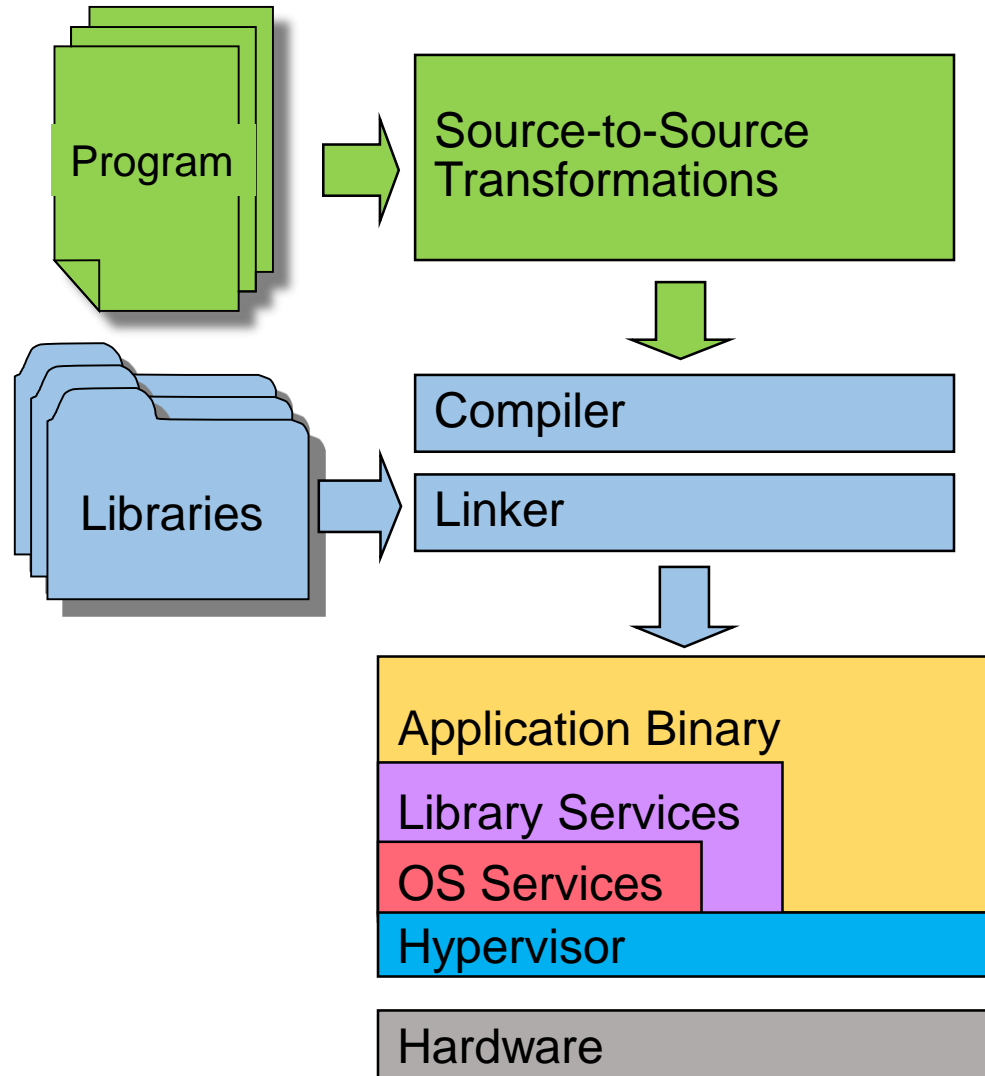 Program
Source-to-Source
Transformations
Compiler
Libraries
Linker
Application Binary
Library Services
OS Services
Hypervisor
Hardware